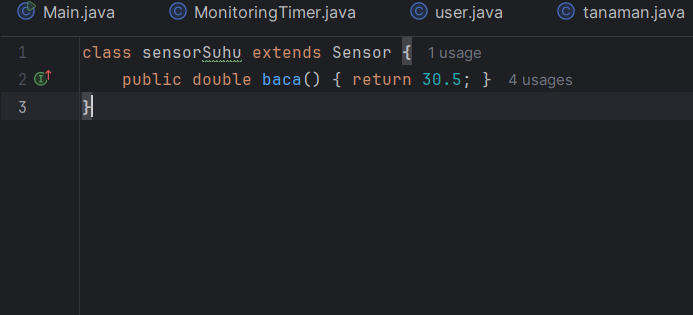 Main.java MonitoringTimer.java user.java tanaman.java
1 class sensorSuhu extends Sensor { 1 usage
2 public double baca() { return 30.5; } 4 usages
3 }